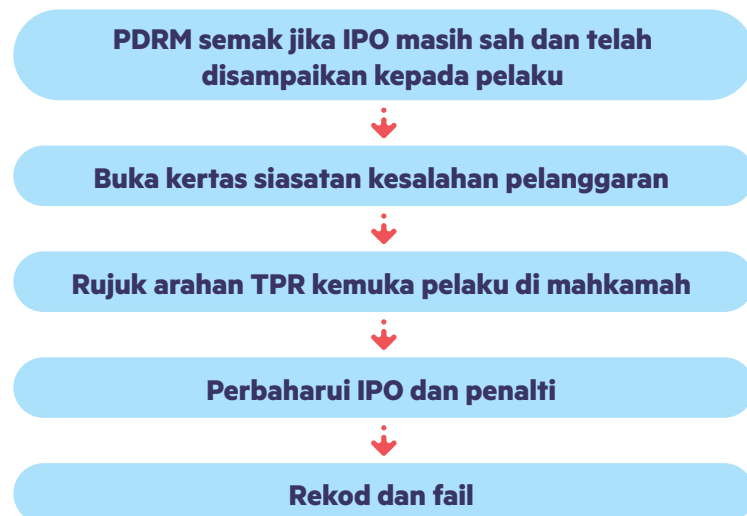 PDRM semak jika IPO masih sah dan telah
disampaikan kepada pelaku
Buka kertas siasatan kesalahan pelanggaran
Rujuk arahan TPR kemuka pelaku di mahkamah
Perbaharui IPO dan penalti
Rekod dan fail